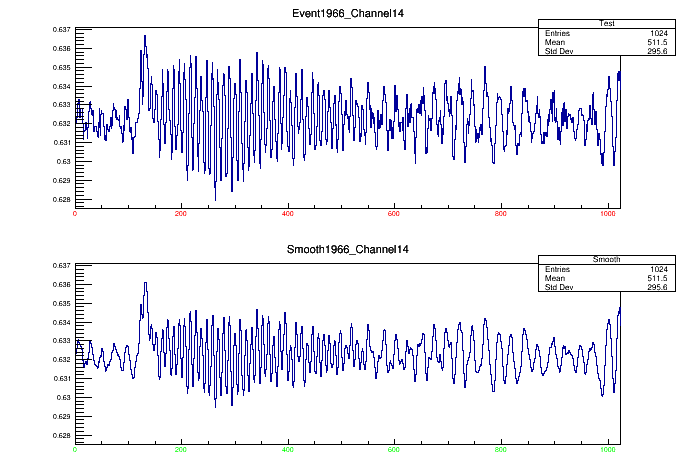 Event1966_Channel14
Test
Entries 1024
Mean 511.5
Std Dev 295.6
0.637
0.636
0.635
0.634
0.633
0.632
0.631
0.63
0.629
0.628
0 200 400 600 800 1000
Smooth1966_Channel14
Smooth
Entries 1024
Mean 511.5
Std Dev 295.6
0.637
0.636
0.635
0.634
0.633
0.632
0.631
0.63
0.629
0.628
0 200 400 600 800 1000